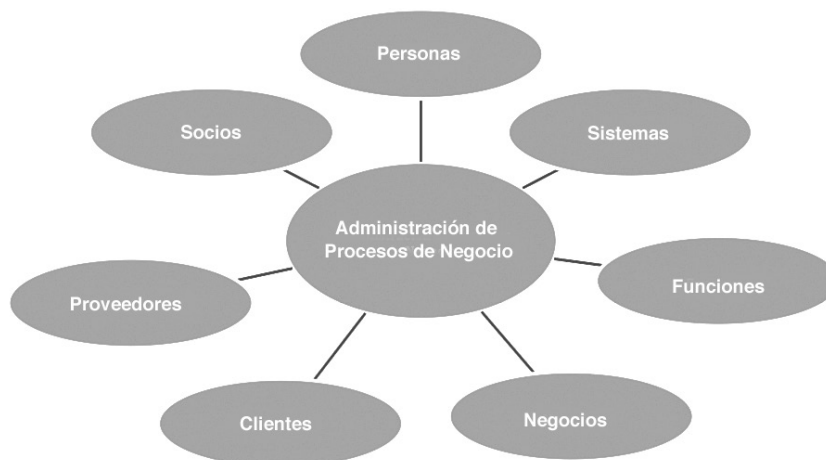 Personas
Socios
Sistemas
Administración de
Procesos de Negocio
Proveedores
Funciones
Clientes
Negocios